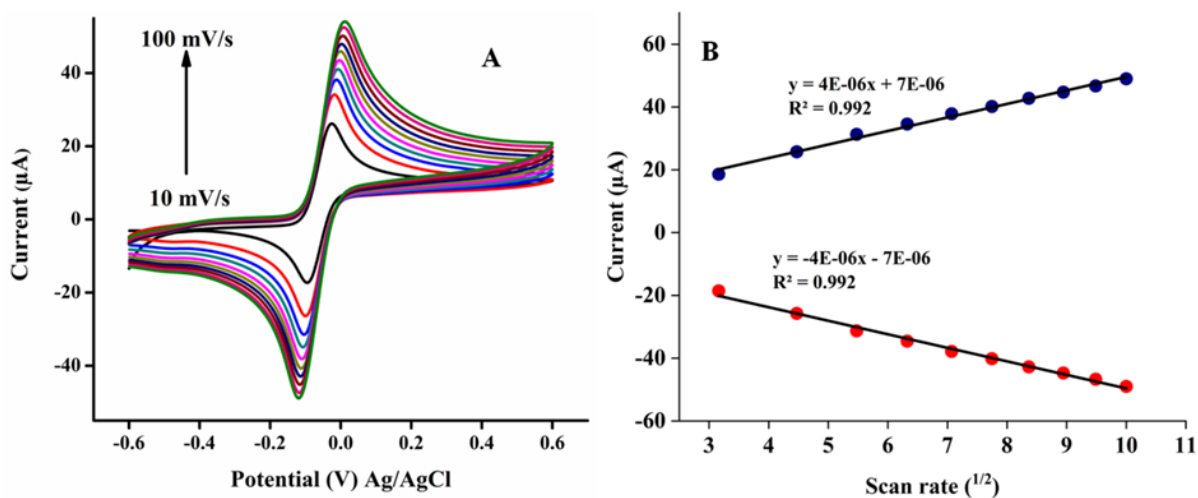 A
100 mV/s
10 mV/s
Current (μA)
40
20
0
-20
-40
-0.6
-0.4
-0.2
0.0
0.2
0.4
0.6
Potential (V) Ag/AgCl
B
y = 4E-06x + 7E-06
R² = 0.992
y = -4E-06x - 7E-06
R² = 0.992
Current (μA)
60
40
20
0
-20
-40
-60
3
4
5
6
7
8
9
10
11
Scan rate (1/2)